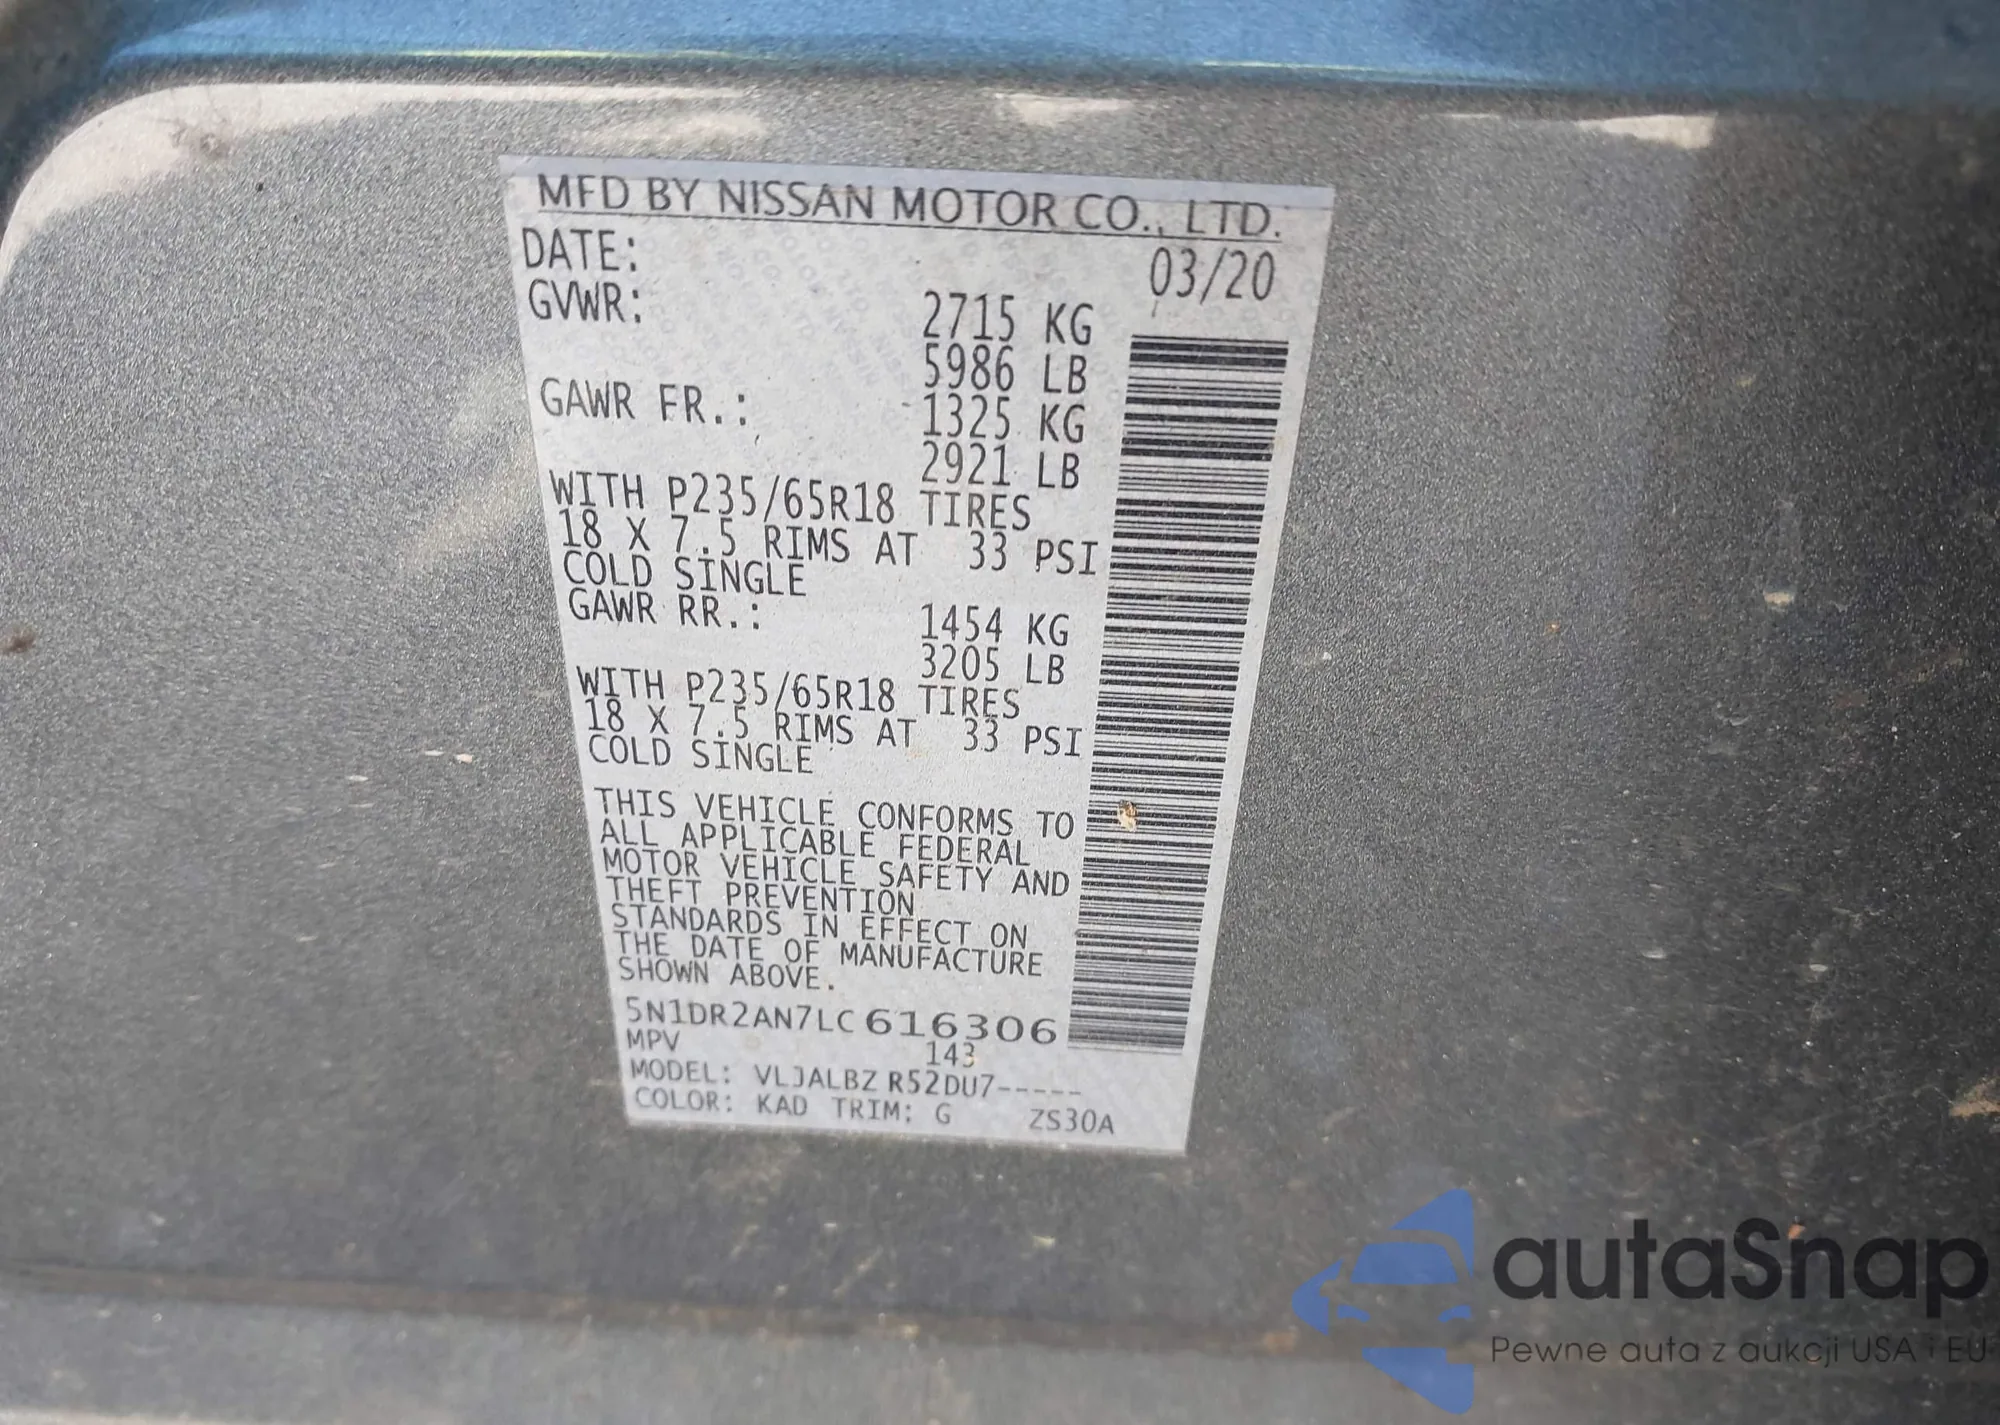 MFD BY NISSAN MOTOR CO., LTD.
DATE: 03/20
GVWR: 2715 KG
5986 LB
GAWR FR.: 1325 KG
2921 LB
WITH P235/65R18 TIRES
18 X 7.5 RIMS AT 33 PSI
COLD SINGLE
GAWR RR.: 1454 KG
3205 LB
WITH P235/65R18 TIRES
18 X 7.5 RIMS AT 33 PSI
COLD SINGLE
THIS VEHICLE CONFORMS TO
ALL APPLICABLE FEDERAL
MOTOR VEHICLE SAFETY AND
THEFT PREVENTION
STANDARDS IN EFFECT ON
THE DATE OF MANUFACTURE
SHOWN ABOVE.
5N1DR2AN7LC616306
MPV 143
MODEL: VLJALBZ R52DU7-----
COLOR: KAD TRIM: G ZS30A
autaSnap
Pewne auta z aukcji USA i EU